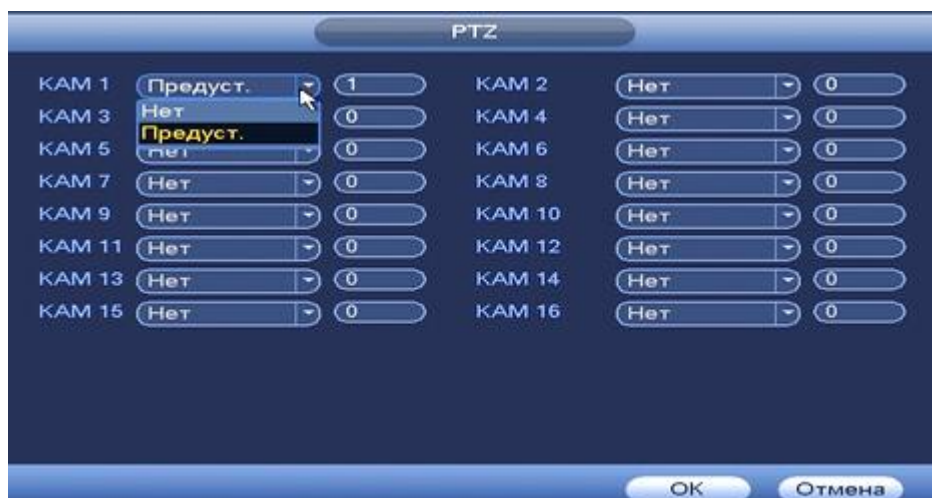 PTZ
КАМ 1 Предуст. 1 КАМ 2 Нет 0
Нет
КАМ 3 0 КАМ 4 Нет 0
Предуст.
КАМ 5 Нет 0 КАМ 6 Нет 0
КАМ 7 Нет 0 КАМ 8 Нет 0
КАМ 9 Нет 0 КАМ 10 Нет 0
КАМ 11 Нет 0 КАМ 12 Нет 0
КАМ 13 Нет 0 КАМ 14 Нет 0
КАМ 15 Нет 0 КАМ 16 Нет 0
ОК Отмена